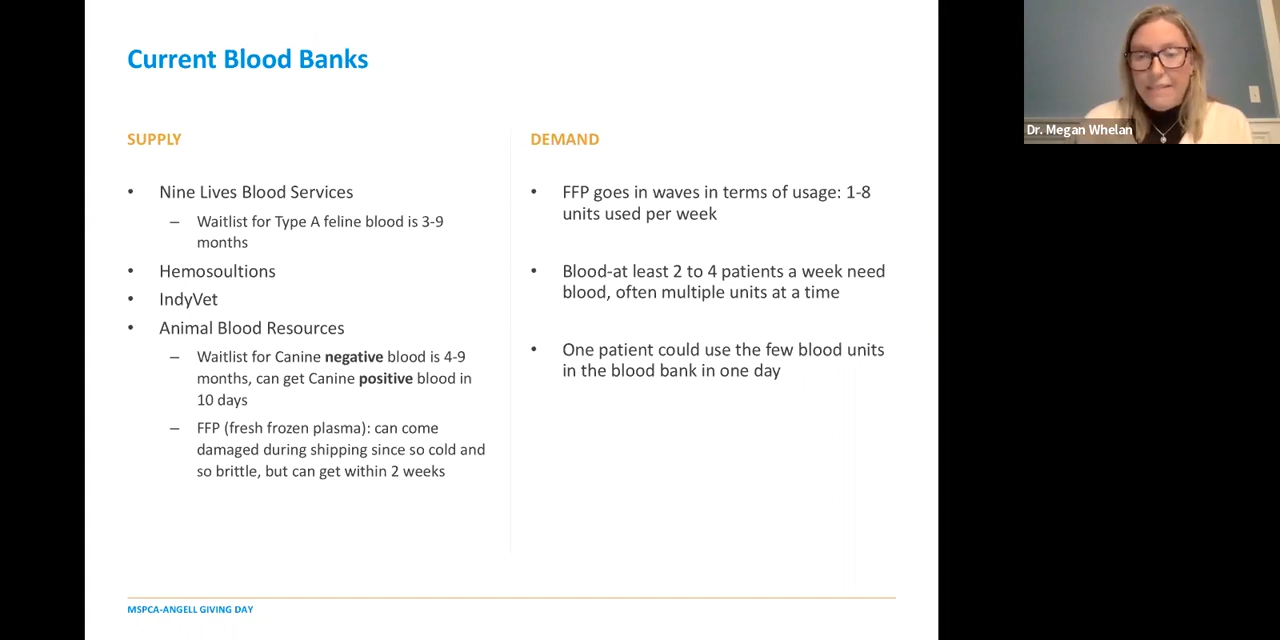 Current Blood Banks
SUPPLY
• Nine Lives Blood Services
– Waitlist for Type A feline blood is 3-9
months
• Hemosoultions
• IndyVet
• Animal Blood Resources
– Waitlist for Canine negative blood is 4-9
months, can get Canine positive blood in
10 days
– FFP (fresh frozen plasma): can come
damaged during shipping since so cold and
so brittle, but can get within 2 weeks
DEMAND
• FFP goes in waves in terms of usage: 1-8
units used per week
• Blood-at least 2 to 4 patients a week need
blood, often multiple units at a time
• One patient could use the few blood units
in the blood bank in one day
MSPCA-ANGELL GIVING DAY
Dr. Megan Whelan